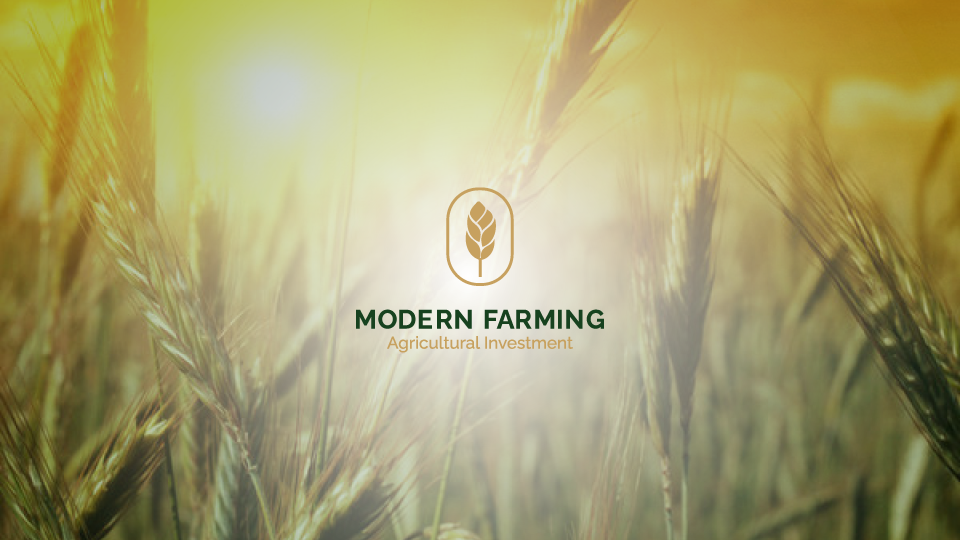 MODERN FARMING
Agricultural Investment